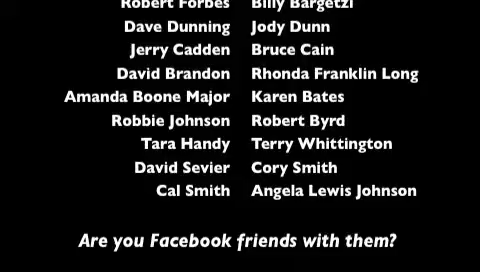 Robert Forbes Billy Bargetzi
Dave Dunning Jody Dunn
Jerry Cadden Bruce Cain
David Brandon Rhonda Franklin Long
Amanda Boone Major Karen Bates
Robbie Johnson Robert Byrd
Tara Handy Terry Whittington
David Sevier Cory Smith
Cal Smith Angela Lewis Johnson
Are you Facebook friends with them?